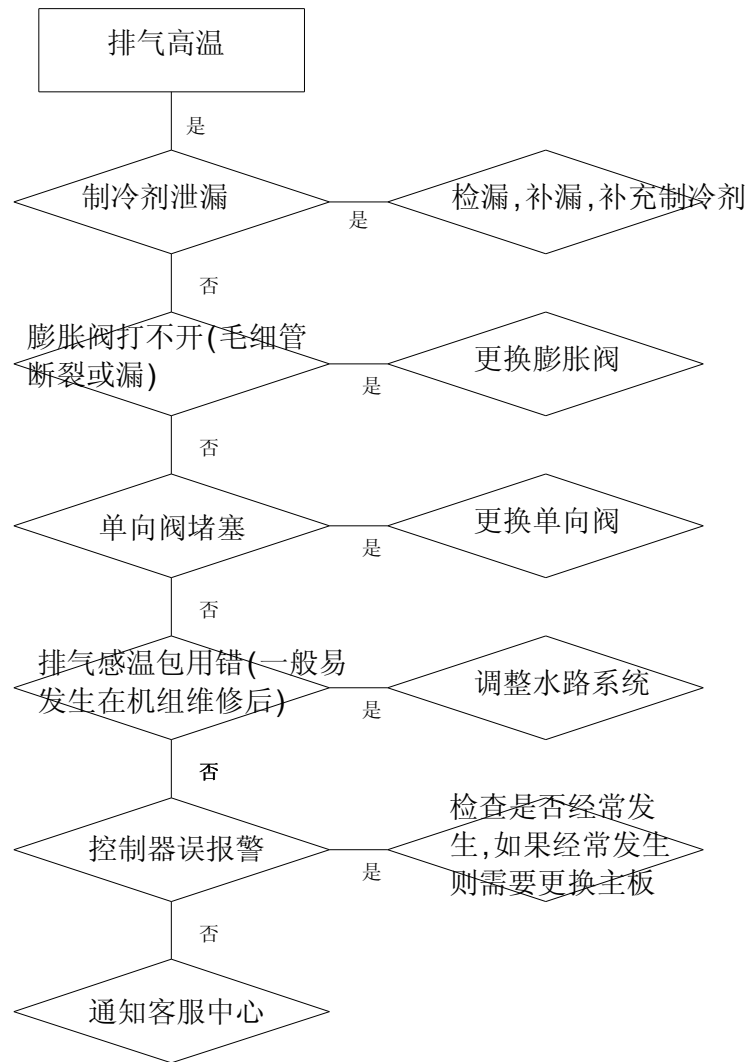 排气高温
是
制冷剂泄漏
是
检漏,补漏,补充制冷剂
否
膨胀阀打不开(毛细管
断裂或漏)
是
更换膨胀阀
否
单向阀堵塞
是
更换单向阀
否
排气感温包用错(一般易
发生在机组维修后)
是
调整水路系统
否
控制器误报警
是
检查是否经常发
生,如果经常发生
则需要更换主板
否
通知客服中心